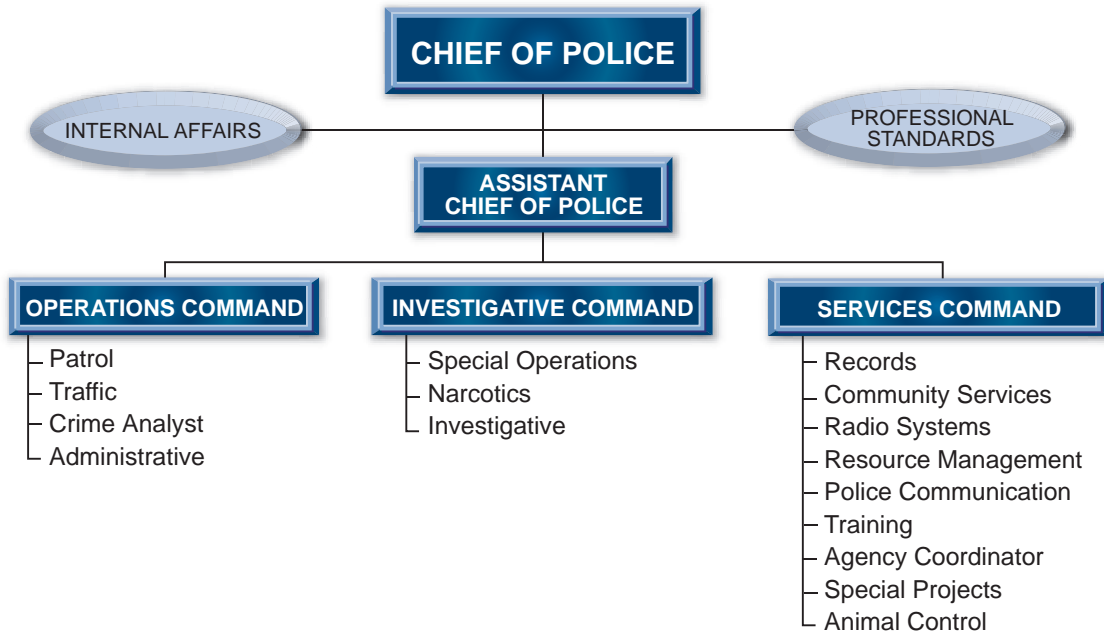 CHIEF OF POLICE
INTERNAL AFFAIRS
PROFESSIONAL
STANDARDS
ASSISTANT
CHIEF OF POLICE
OPERATIONS COMMAND
Patrol
Traffic
Crime Analyst
Administrative
INVESTIGATIVE COMMAND
Special Operations
Narcotics
Investigative
SERVICES COMMAND
Records
Community Services
Radio Systems
Resource Management
Police Communication
Training
Agency Coordinator
Special Projects
Animal Control